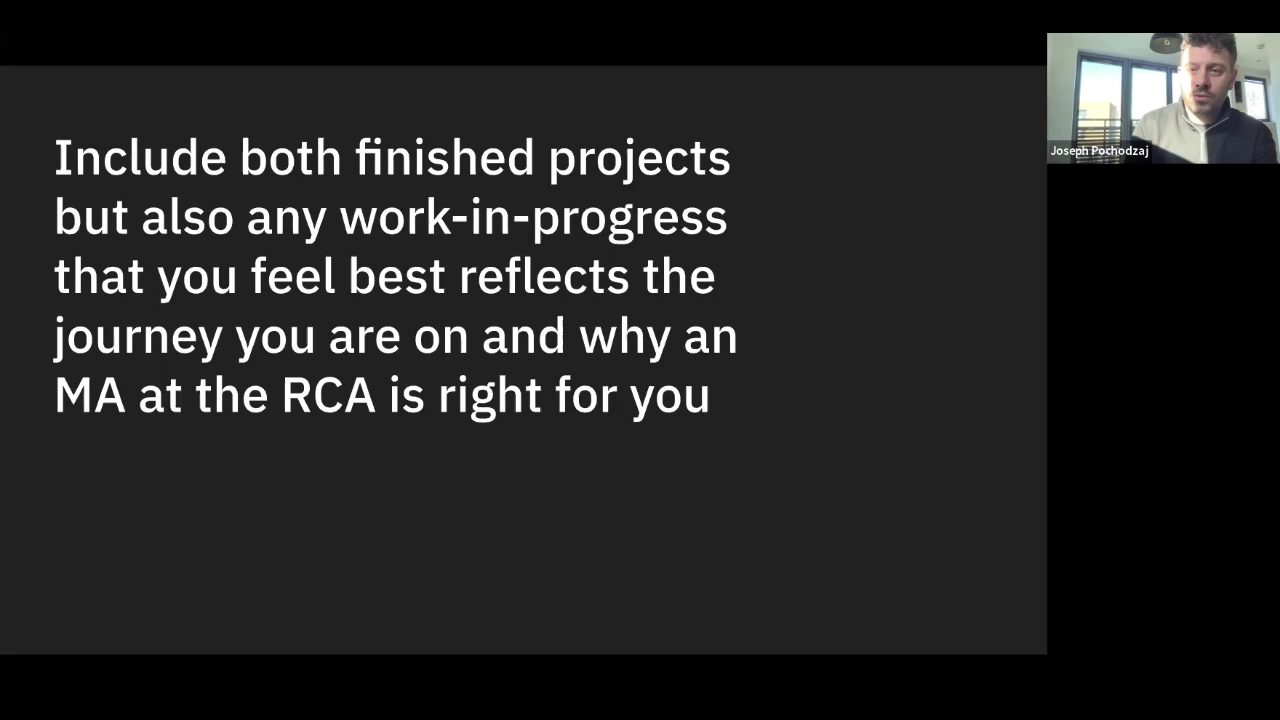 Include both finished projects
but also any work-in-progress
that you feel best reflects the
journey you are on and why an
MA at the RCA is right for you
Joseph Pochodzaj